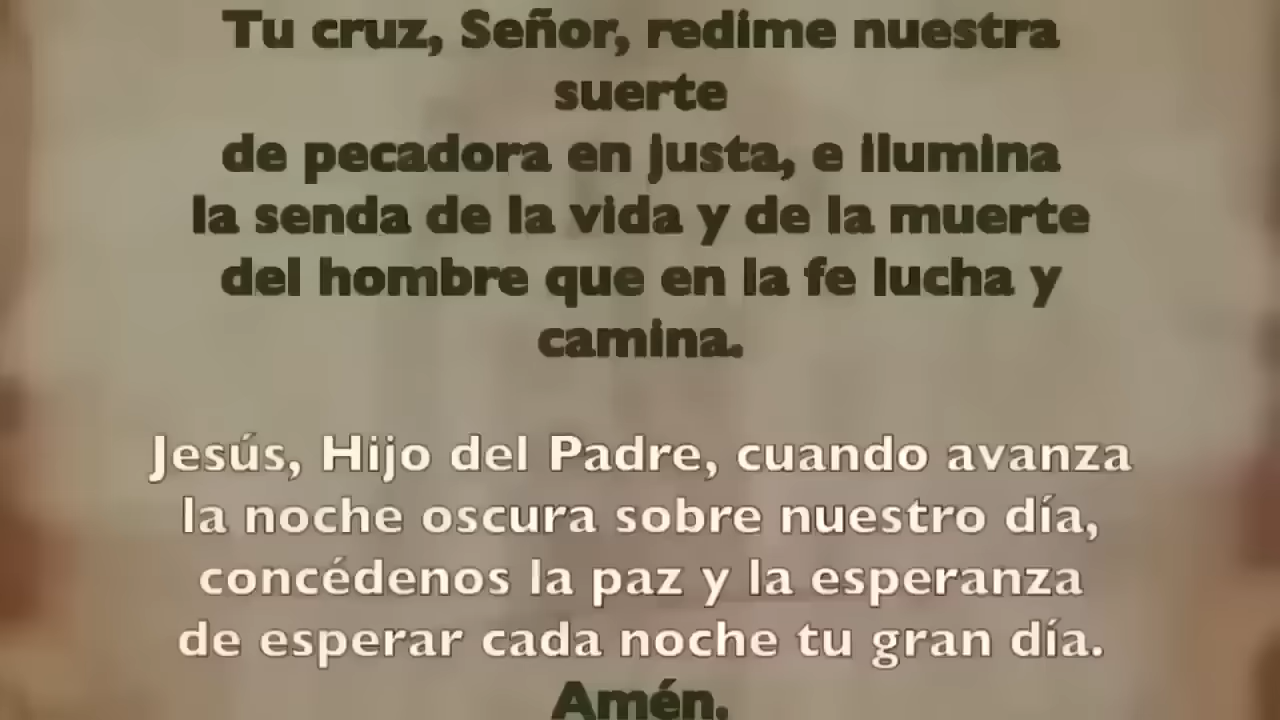 Tu cruz, Señor, redime nuestra
suerte
de pecadora en justa, e ilumina
la senda de la vida y de la muerte
del hombre que en la fe lucha y
camina.
Jesús, Hijo del Padre, cuando avanza
la noche oscura sobre nuestro día,
concédenos la paz y la esperanza
de esperar cada noche tu gran día.
Amén.